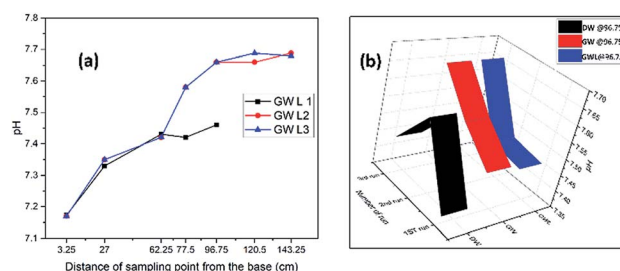 7.8
7.7
7.6
7.5
7.4
7.3
7.2
7.1
pH
(a)
GW L 1
GW L2
GW L3
3.25 27 62.25 77.5 96.75 120.5 143.25
Distance of sampling point from the base (cm)
(b)
DW @96.75
GW @96.75
7.70
7.65
7.60
7.55
7.50
7.45
7.40
7.35
pH
3rd run
2nd run
1ST run
Number of run
DW
GW